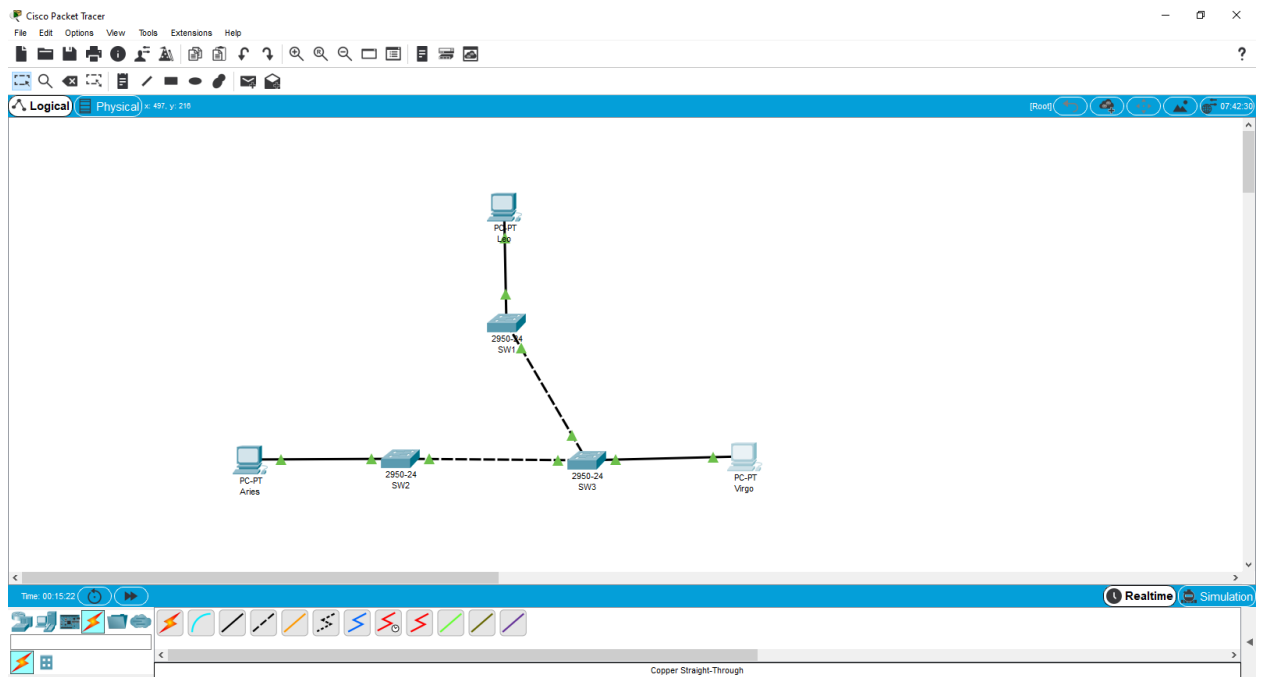 Cisco Packet Tracer
File Edit Options View Tools Extensions Help
?
Logical Physical x: 497, y: 216 [Root] 07:42:30
PC-PT
Leo
2950-24
SW1
PC-PT
Aries
2950-24
SW2
2950-24
SW3
PC-PT
Virgo
Time: 00:15:22 Realtime Simulation
Copper Straight-Through